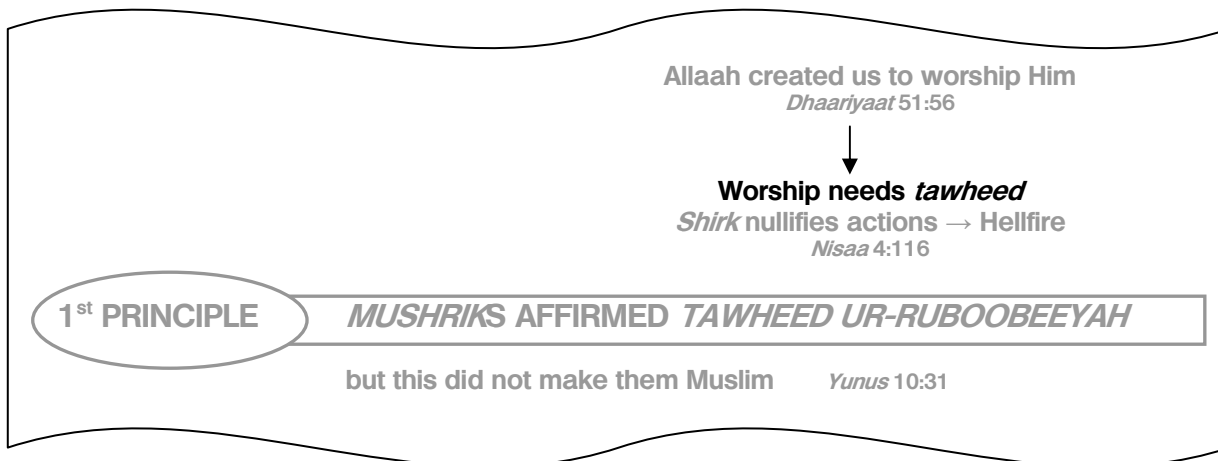 Allaah created us to worship Him
Dhaariyaat 51:56
Worship needs tawheed
Shirk nullifies actions → Hellfire
Nisaa 4:116
1st PRINCIPLE MUSHRIKS AFFIRMED TAWHEED UR-RUBOOBEEYAH
but this did not make them Muslim Yunus 10:31